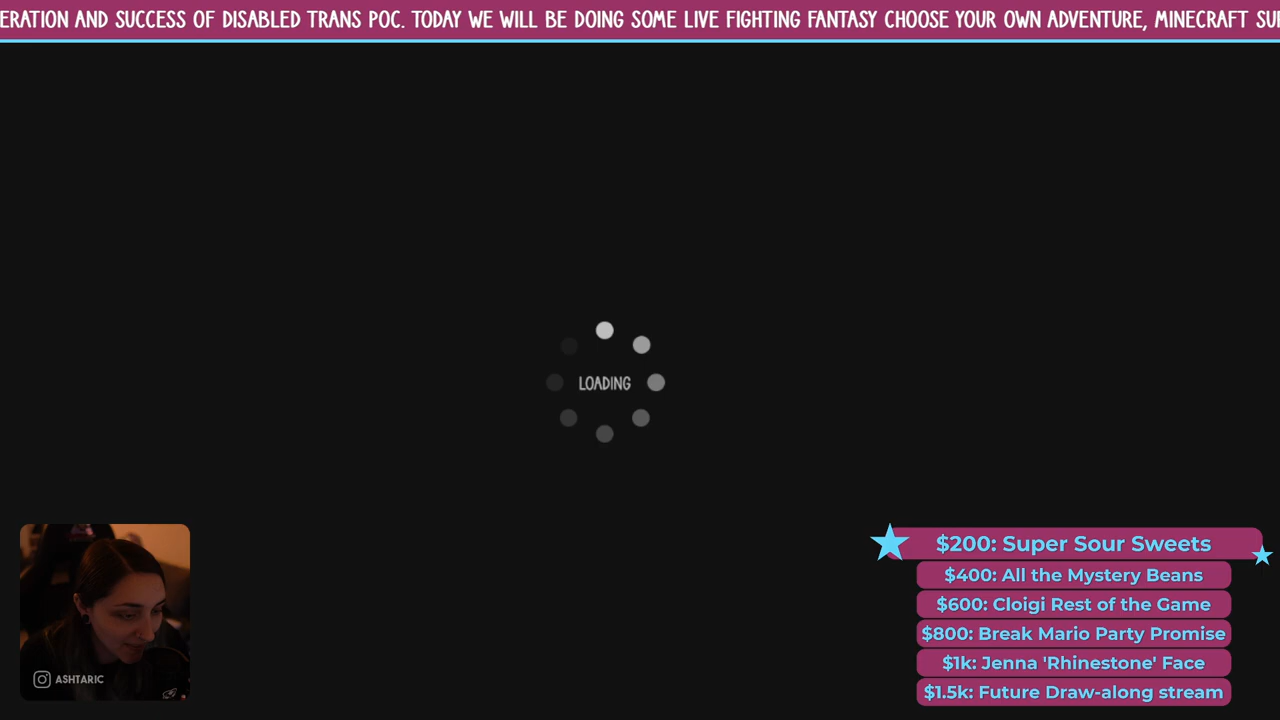 ERATION AND SUCCESS OF DISABLED TRANS POC. TODAY WE WILL BE DOING SOME LIVE FIGHTING FANTASY CHOOSE YOUR OWN ADVENTURE, MINECRAFT SU
LOADING
$200: Super Sour Sweets
$400: All the Mystery Beans
$600: Cloigi Rest of the Game
$800: Break Mario Party Promise
$1k: Jenna 'Rhinestone' Face
$1.5k: Future Draw-along stream
ASHTARIC